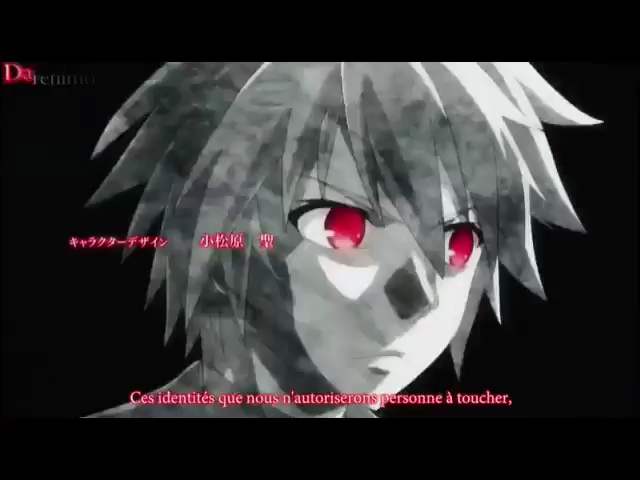 Da
キャラクターデザイン 小松原 聖
Ces identités que nous n'autoriserons personne à toucher,